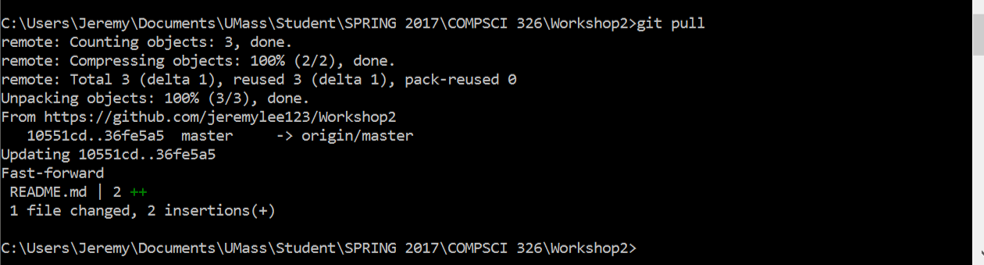 C:\Users\Jeremy\Documents\UMass\Student\SPRING 2017\COMPSCI 326\Workshop2>git pull
remote: Counting objects: 3, done.
remote: Compressing objects: 100% (2/2), done.
remote: Total 3 (delta 1), reused 3 (delta 1), pack-reused 0
Unpacking objects: 100% (3/3), done.
From https://github.com/jeremylee123/Workshop2
   10551cd..36fe5a5  master     -> origin/master
Updating 10551cd..36fe5a5
Fast-forward
 README.md | 2 ++
 1 file changed, 2 insertions(+)
C:\Users\Jeremy\Documents\UMass\Student\SPRING 2017\COMPSCI 326\Workshop2>